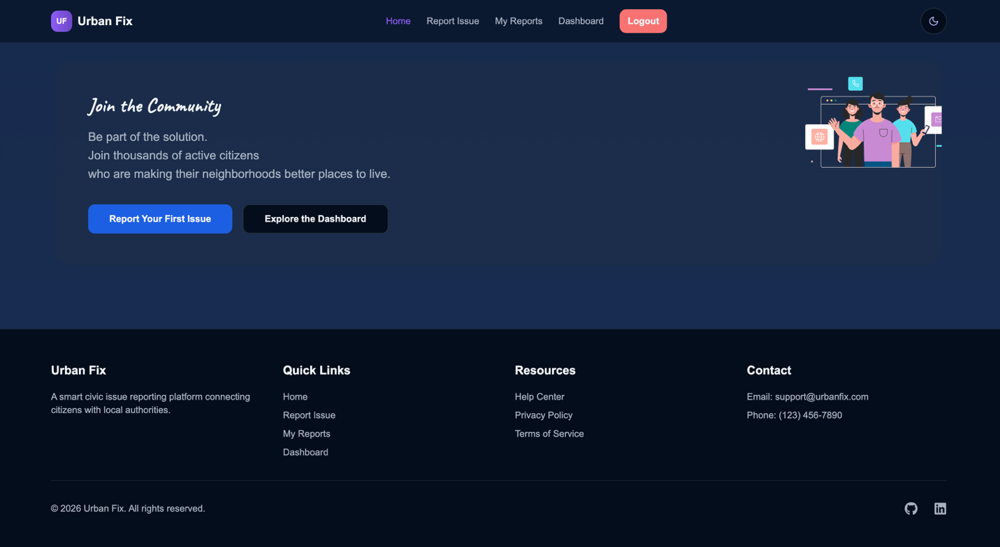 UF
Urban Fix
Home
Report Issue
My Reports
Dashboard
Logout
Join the Community
Be part of the solution.
Join thousands of active citizens
who are making their neighborhoods better places to live.
Report Your First Issue
Explore the Dashboard
Urban Fix
A smart civic issue reporting platform connecting
citizens with local authorities.
Quick Links
Home
Report Issue
My Reports
Dashboard
Resources
Help Center
Privacy Policy
Terms of Service
Contact
Email: support@urbanfix.com
Phone: (123) 456-7890
© 2026 Urban Fix. All rights reserved.
in